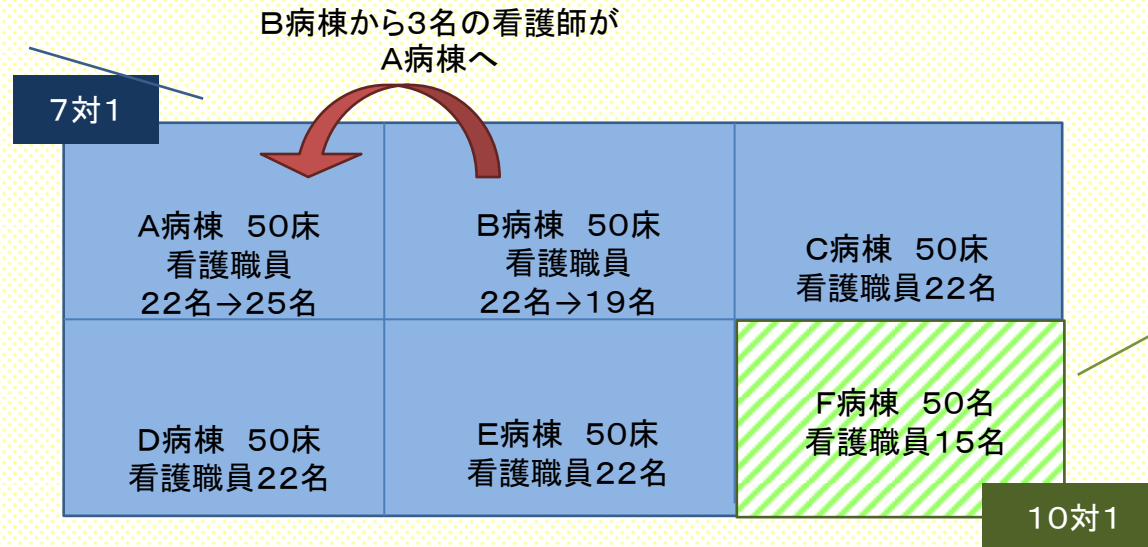 B病棟から3名の看護師が
A病棟へ
7対1
A病棟 50床
看護職員
22名→25名
B病棟 50床
看護職員
22名→19名
C病棟 50床
看護職員22名
D病棟 50床
看護職員22名
E病棟 50床
看護職員22名
F病棟 50名
看護職員15名
10対1